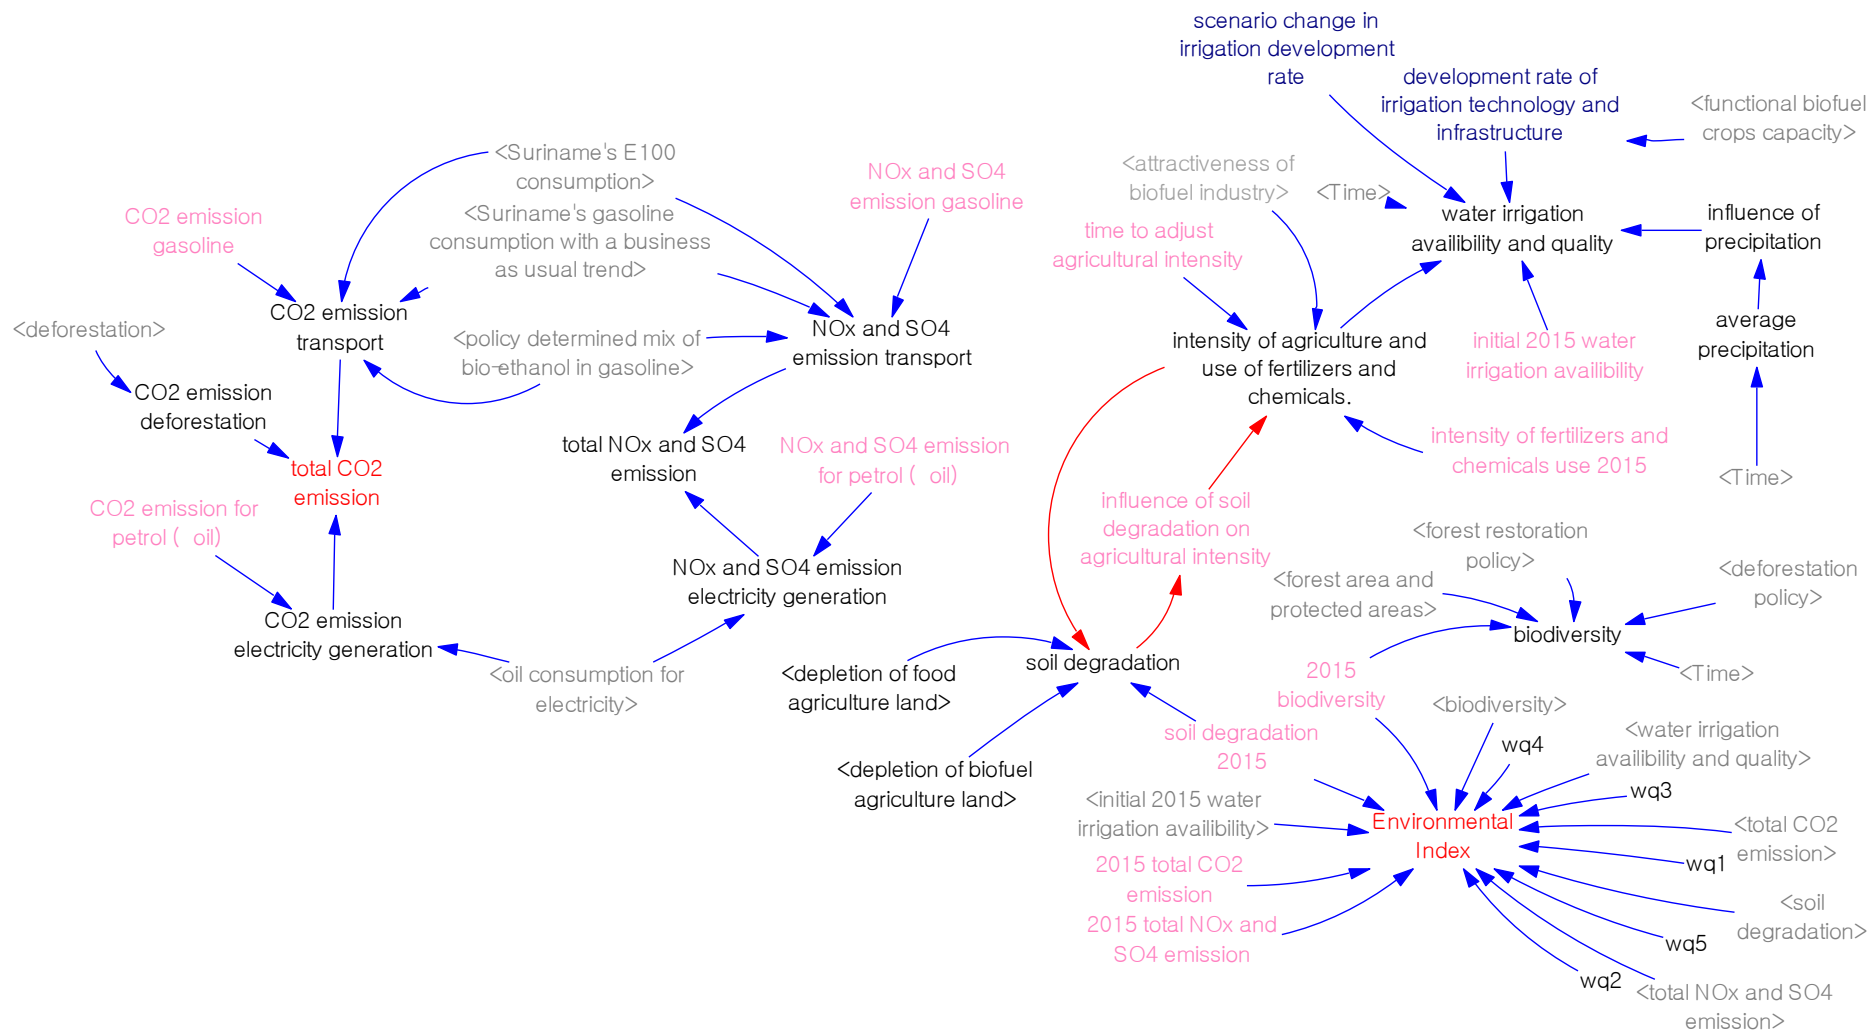 scenario change in
irrigation development
rate
development rate of
irrigation technology and
infrastructure
<functional biofuel
crops capacity>
<Suriname's E100
consumption>
<attractiveness of
biofuel industry>
<Time>
NOx and SO4
emission gasoline
CO2 emission
gasoline
<Suriname's gasoline
consumption with a business
as usual trend>
water irrigation
availibility and quality
influence of
precipitation
time to adjust
agricultural intensity
CO2 emission
transport
<deforestation>
<policy determined mix of
bio-ethanol in gasoline>
NOx and SO4
emission transport
intensity of agriculture and
use of fertilizers and
chemicals.
initial 2015 water
irrigation availibility
average
precipitation
CO2 emission
deforestation
total CO2
emission
total NOx and SO4
emission
NOx and SO4 emission
for petrol ( oil)
intensity of fertilizers and
chemicals use 2015
<Time>
CO2 emission for
petrol ( oil)
influence of soil
degradation on
agricultural intensity
<forest restoration
policy>
<forest area and
protected areas>
<deforestation
policy>
NOx and SO4 emission
electricity generation
CO2 emission
electricity generation
biodiversity
<oil consumption for
electricity>
<depletion of food
agriculture land>
soil degradation
2015
biodiversity
<Time>
<biodiversity>
soil degradation
2015
wq4
<water irrigation
availibility and quality>
<depletion of biofuel
agriculture land>
<initial 2015 water
irrigation availibility>
wq3
Environmental
Index
<total CO2
emission>
wq1
2015 total CO2
emission
2015 total NOx and
SO4 emission
<soil
degradation>
wq5
wq2
<total NOx and SO4
emission>